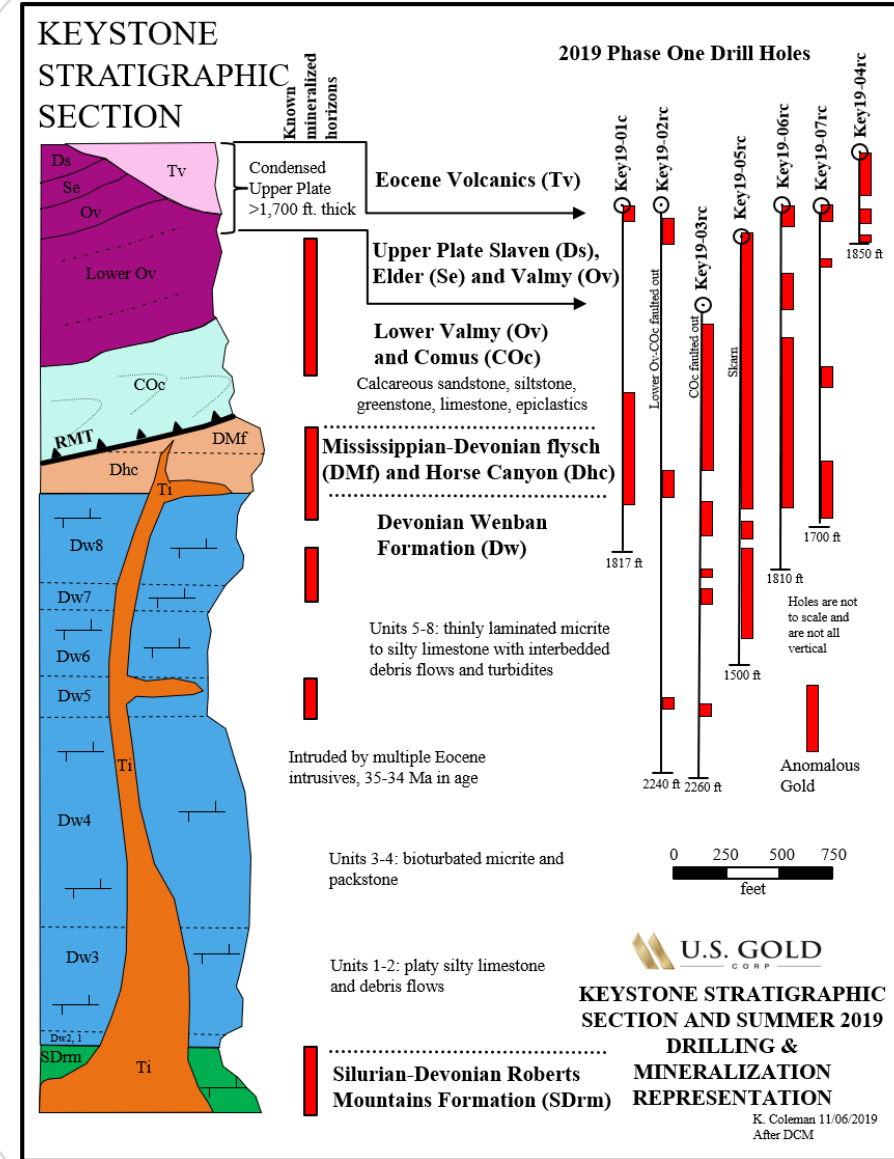 KEYSTONE
STRATIGRAPHIC
SECTION
Known
mineralized
horizons
Ds
Se
Ov
Tv
Lower Ov
COc
RMT
DMf
Dhc
Ti
Dw8
Dw7
Dw6
Dw5
Ti
Dw4
Dw3
Dw2, 1
SDrm
Ti
Condensed
Upper Plate
>1,700 ft. thick
Eocene Volcanics (Tv)
Upper Plate Slaven (Ds),
Elder (Se) and Valmy (Ov)
Lower Valmy (Ov)
and Comus (COc)
Calcareous sandstone, siltstone,
greenstone, limestone, epiclastics
Mississippian-Devonian flysch
(DMf) and Horse Canyon (Dhc)
Devonian Wenban
Formation (Dw)
Units 5-8: thinly laminated micrite
to silty limestone with interbedded
debris flows and turbidites
Intruded by multiple Eocene
intrusives, 35-34 Ma in age
Units 3-4: bioturbated micrite and
packstone
Units 1-2: platy silty limestone
and debris flows
Silurian-Devonian Roberts
Mountains Formation (SDrm)
2019 Phase One Drill Holes
Key19-01c
Key19-02rc
Key19-03rc
Key19-05rc
Key19-06rc
Key19-07rc
Key19-04rc
Lower Ov-COc faulted out
COc faulted out
Skarn
1817 ft
2240 ft
2260 ft
1500 ft
1810 ft
1700 ft
1850 ft
Holes are not
to scale and
are not all
vertical
Anomalous
Gold
0 250 500 750
feet
U.S. GOLD
CORP
KEYSTONE STRATIGRAPHIC
SECTION AND SUMMER 2019
DRILLING &
MINERALIZATION
REPRESENTATION
K. Coleman 11/06/2019
After DCM